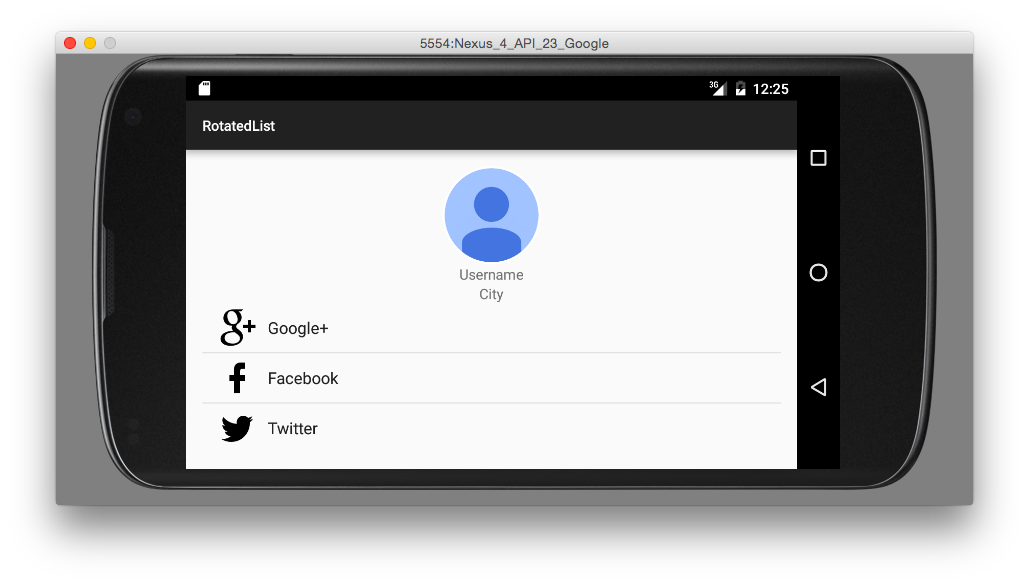 5554:Nexus_4_API_23_Google
3G 12:25
RotatedList
Username
City
g+ Google+
f Facebook
Twitter